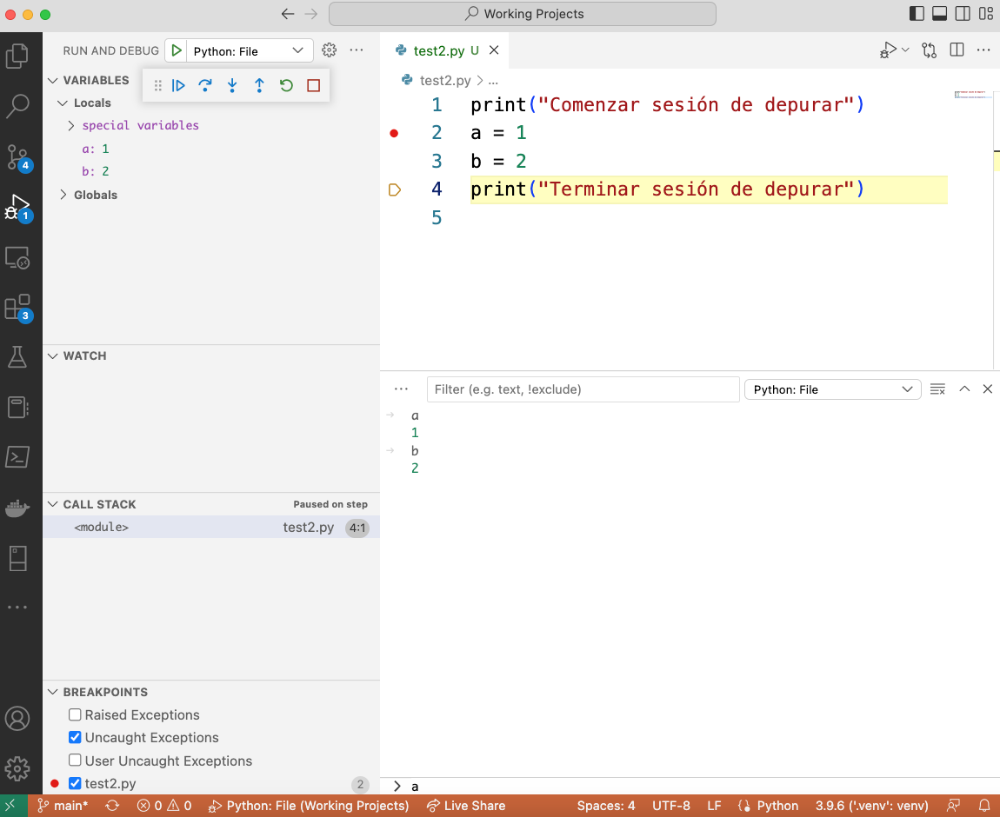 Working Projects
RUN AND DEBUG
Python: File
VARIABLES
Locals
special variables
a: 1
b: 2
Globals
4
1
3
WATCH
CALL STACK
Paused on step
<module>
test2.py
4:1
BREAKPOINTS
Raised Exceptions
Uncaught Exceptions
User Uncaught Exceptions
test2.py
2
test2.py U
test2.py > ...
1 print("Comenzar sesión de depurar")
2 a = 1
3 b = 2
4 print("Terminar sesión de depurar")
5
Filter (e.g. text, !exclude)
Python: File
a
1
b
2
> a
main*
0
0
Python: File (Working Projects)
Live Share
Spaces: 4
UTF-8
LF
Python
3.9.6 ('.venv': venv)